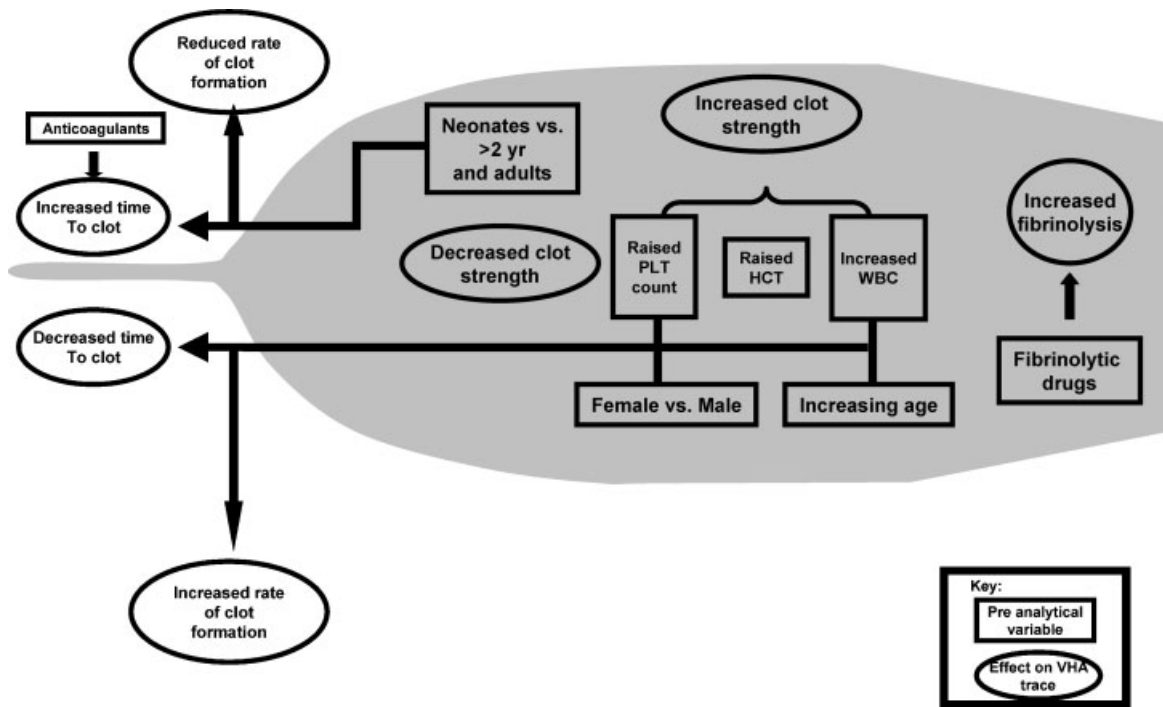 Reduced rate
of clot
formation
Anticoagulants
Increased time
To clot
Neonates vs.
>2 yr
and adults
Increased clot
strength
Decreased clot
strength
Raised
PLT
count
Raised
HCT
Increased
WBC
Increased
fibrinolysis
Decreased time
To clot
Female vs. Male
Increasing age
Fibrinolytic
drugs
Increased rate
of clot
formation
Key:
Pre analytical
variable
Effect on VHA
trace